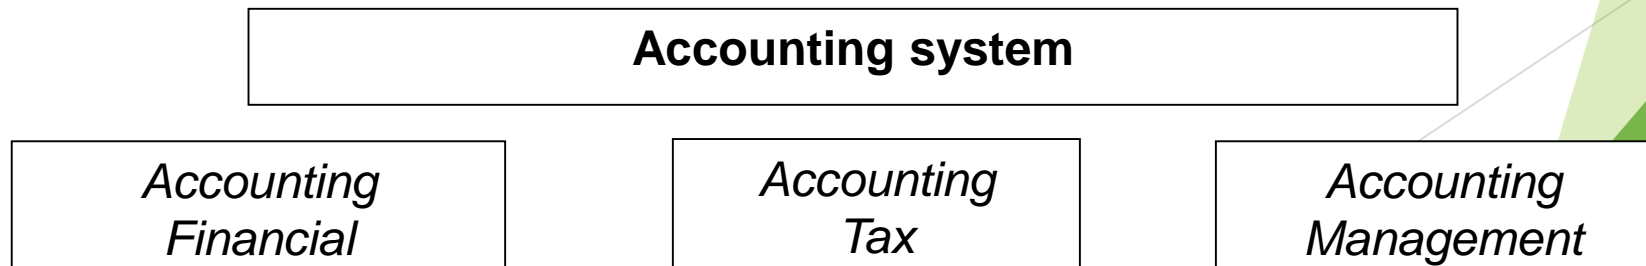 Accounting system
Accounting
Financial
Accounting
Tax
Accounting
Management